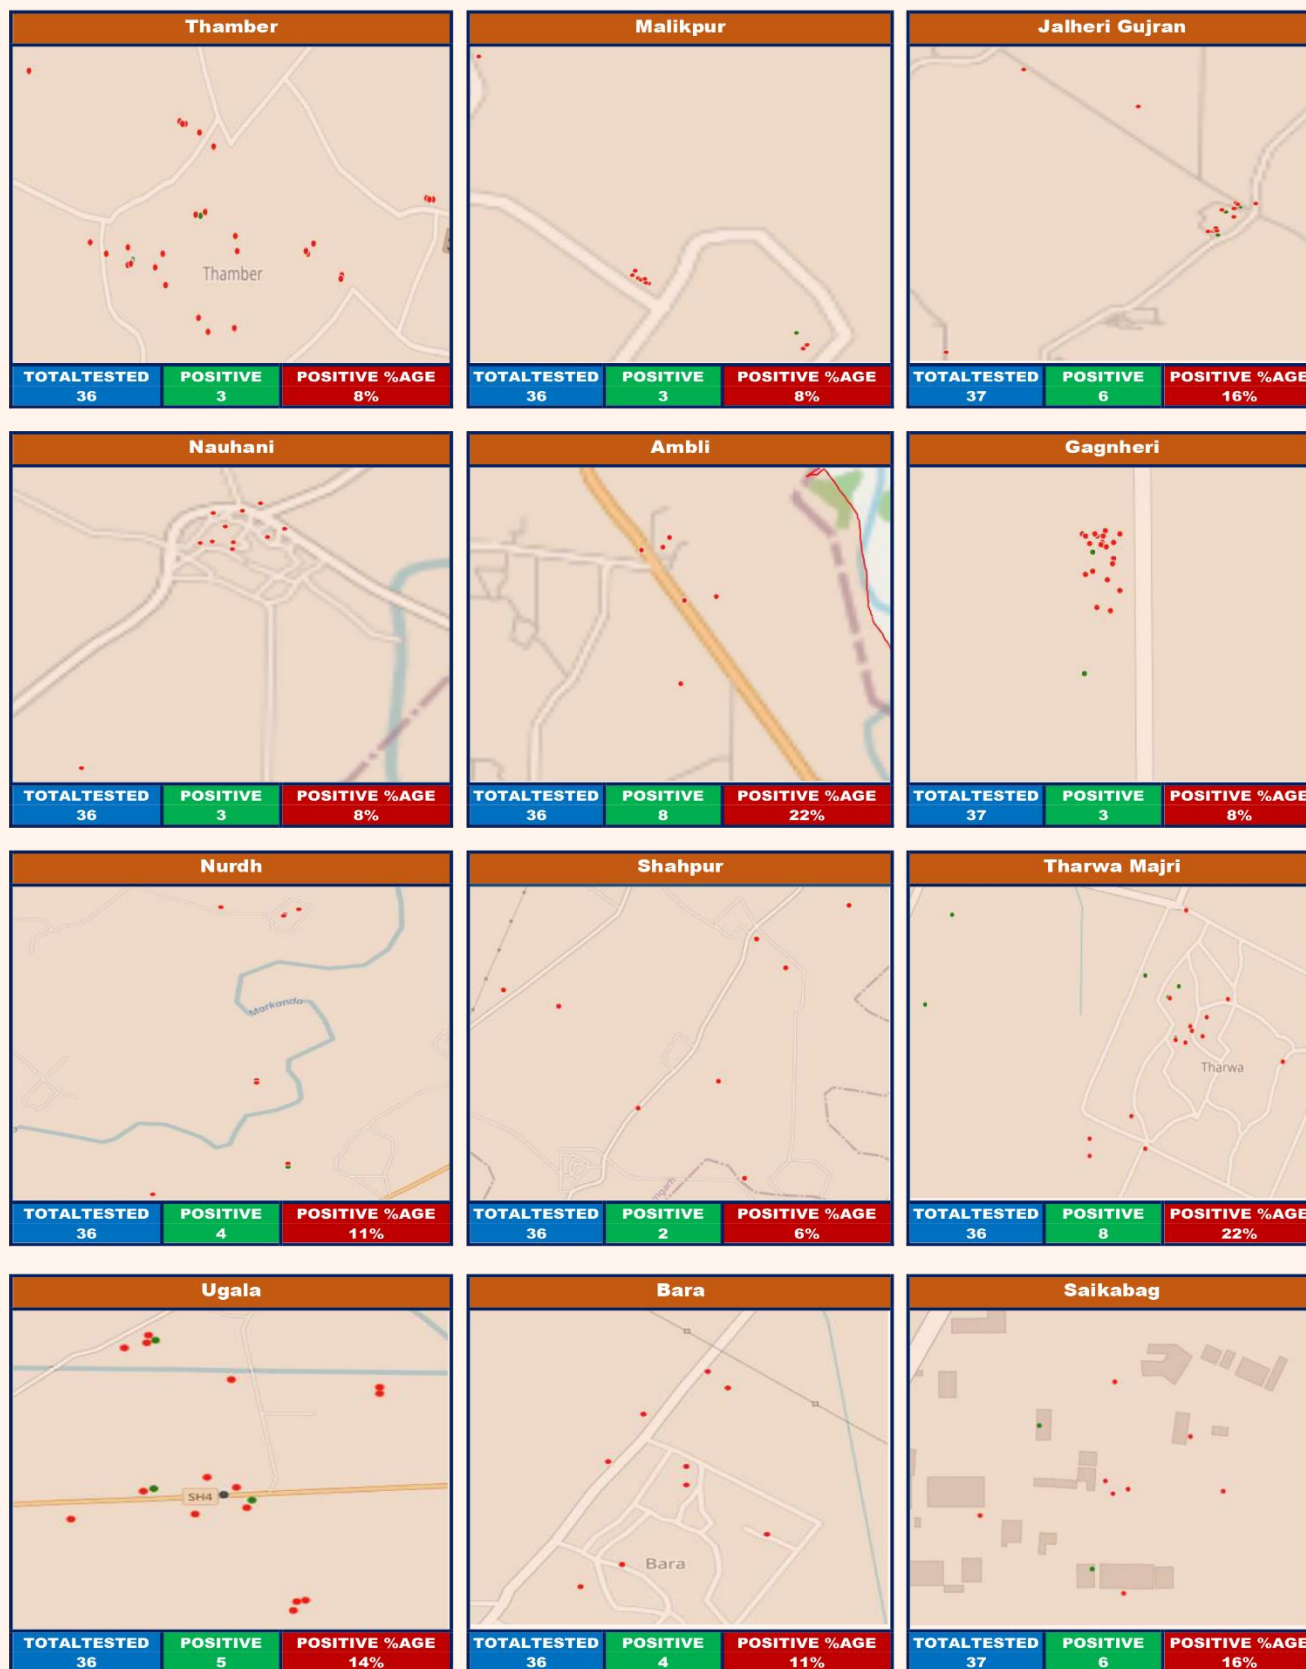 Thamber
Malikpur
Jalheri Gujran
Thamber
TOTALTESTED POSITIVE POSITIVE %AGE
36 3 8%
TOTALTESTED POSITIVE POSITIVE %AGE
36 3 8%
TOTALTESTED POSITIVE POSITIVE %AGE
37 6 16%
Nauhani
Ambli
Gagnheri
TOTALTESTED POSITIVE POSITIVE %AGE
36 3 8%
TOTALTESTED POSITIVE POSITIVE %AGE
36 8 22%
TOTALTESTED POSITIVE POSITIVE %AGE
37 3 8%
Nurdh
Shahpur
Tharwa Majri
Markanda
Tharwa
TOTALTESTED POSITIVE POSITIVE %AGE
36 4 11%
TOTALTESTED POSITIVE POSITIVE %AGE
36 2 6%
TOTALTESTED POSITIVE POSITIVE %AGE
36 8 22%
Ugala
Bara
Saikabag
SH4
Bara
TOTALTESTED POSITIVE POSITIVE %AGE
36 5 14%
TOTALTESTED POSITIVE POSITIVE %AGE
36 4 11%
TOTALTESTED POSITIVE POSITIVE %AGE
37 6 16%